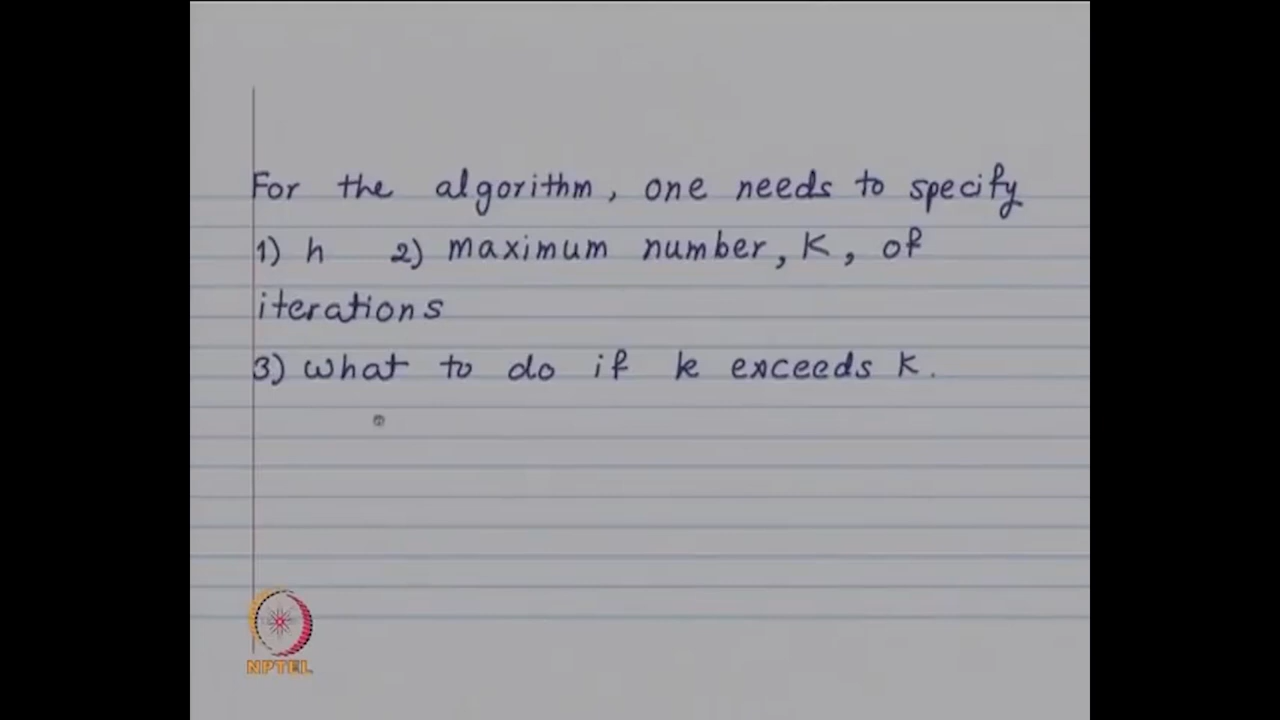 For the algorithm, one needs to specify
1) h 2) maximum number, K, of
iterations
3) what to do if k exceeds K.
NPTEL